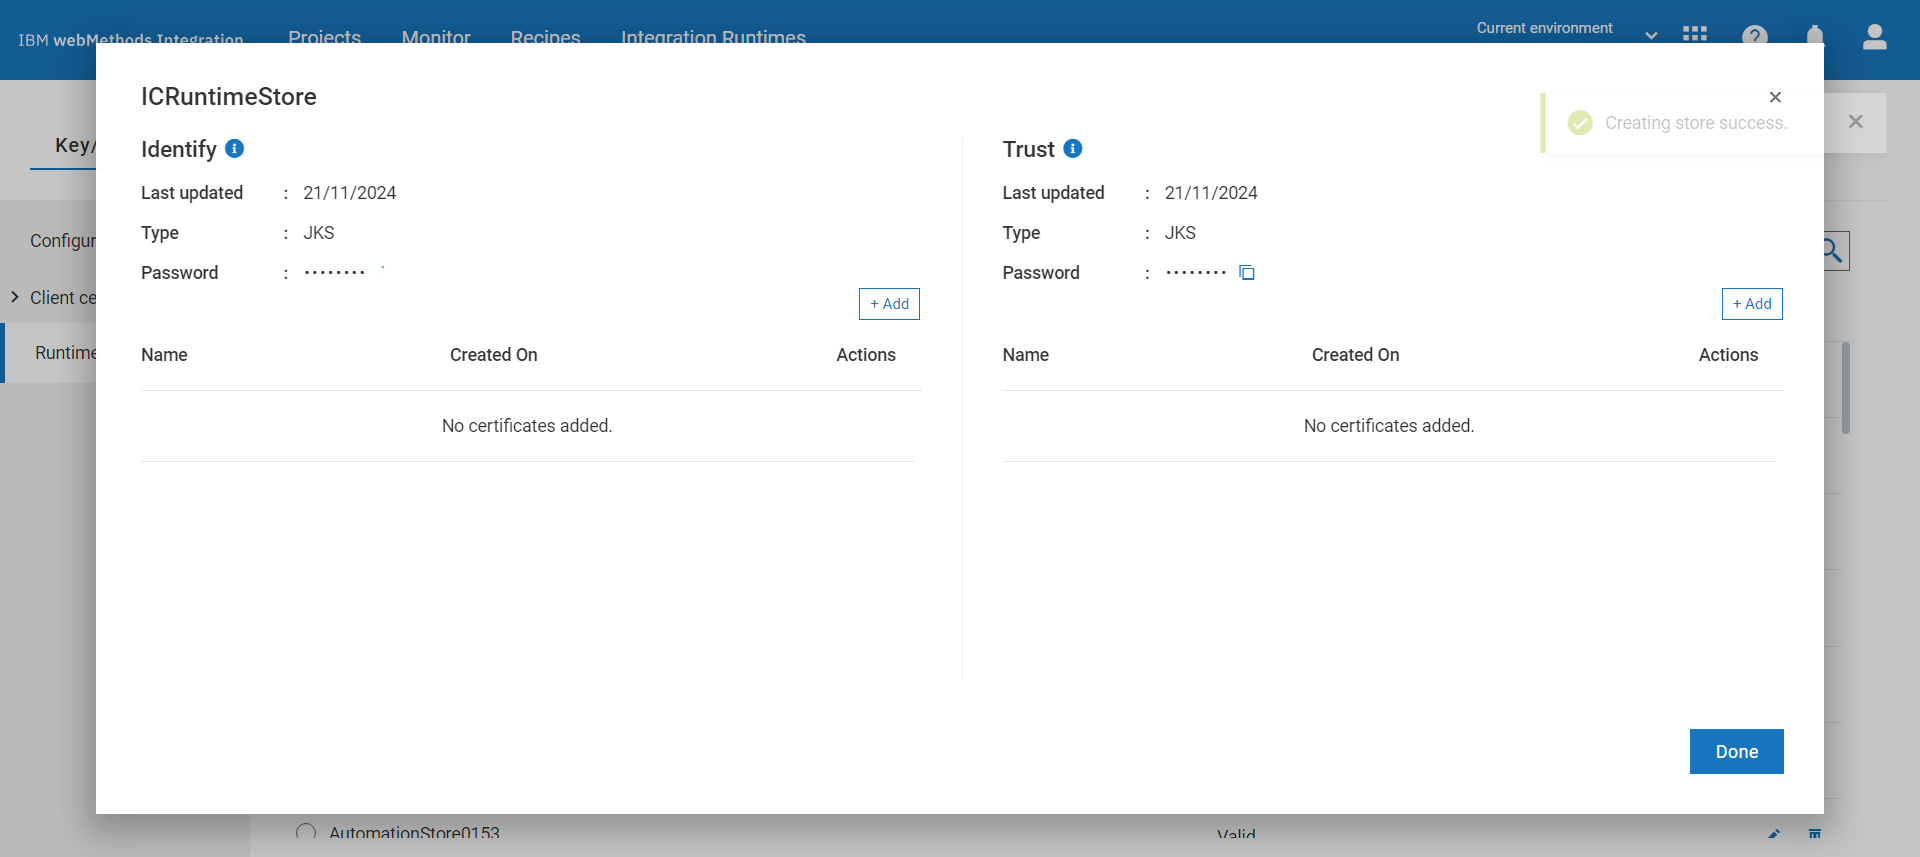 IBM webMethods Integration Projects Monitor Recipes Integration Runtimes Current environment
ICRuntimeStore
Creating store success.
Key/
Identify
Last updated : 21/11/2024
Type : JKS
Password : ••••••••
+ Add
Name Created On Actions
No certificates added.
Trust
Last updated : 21/11/2024
Type : JKS
Password : ••••••••
+ Add
Name Created On Actions
No certificates added.
Configur
Client ce
Runtime
Done
AutomationStore0153 Valid